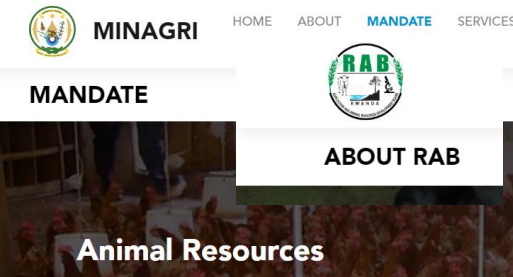 MINAGRI
HOME ABOUT MANDATE SERVICES
RAB
RWANDA
MANDATE
ABOUT RAB
Animal Resources